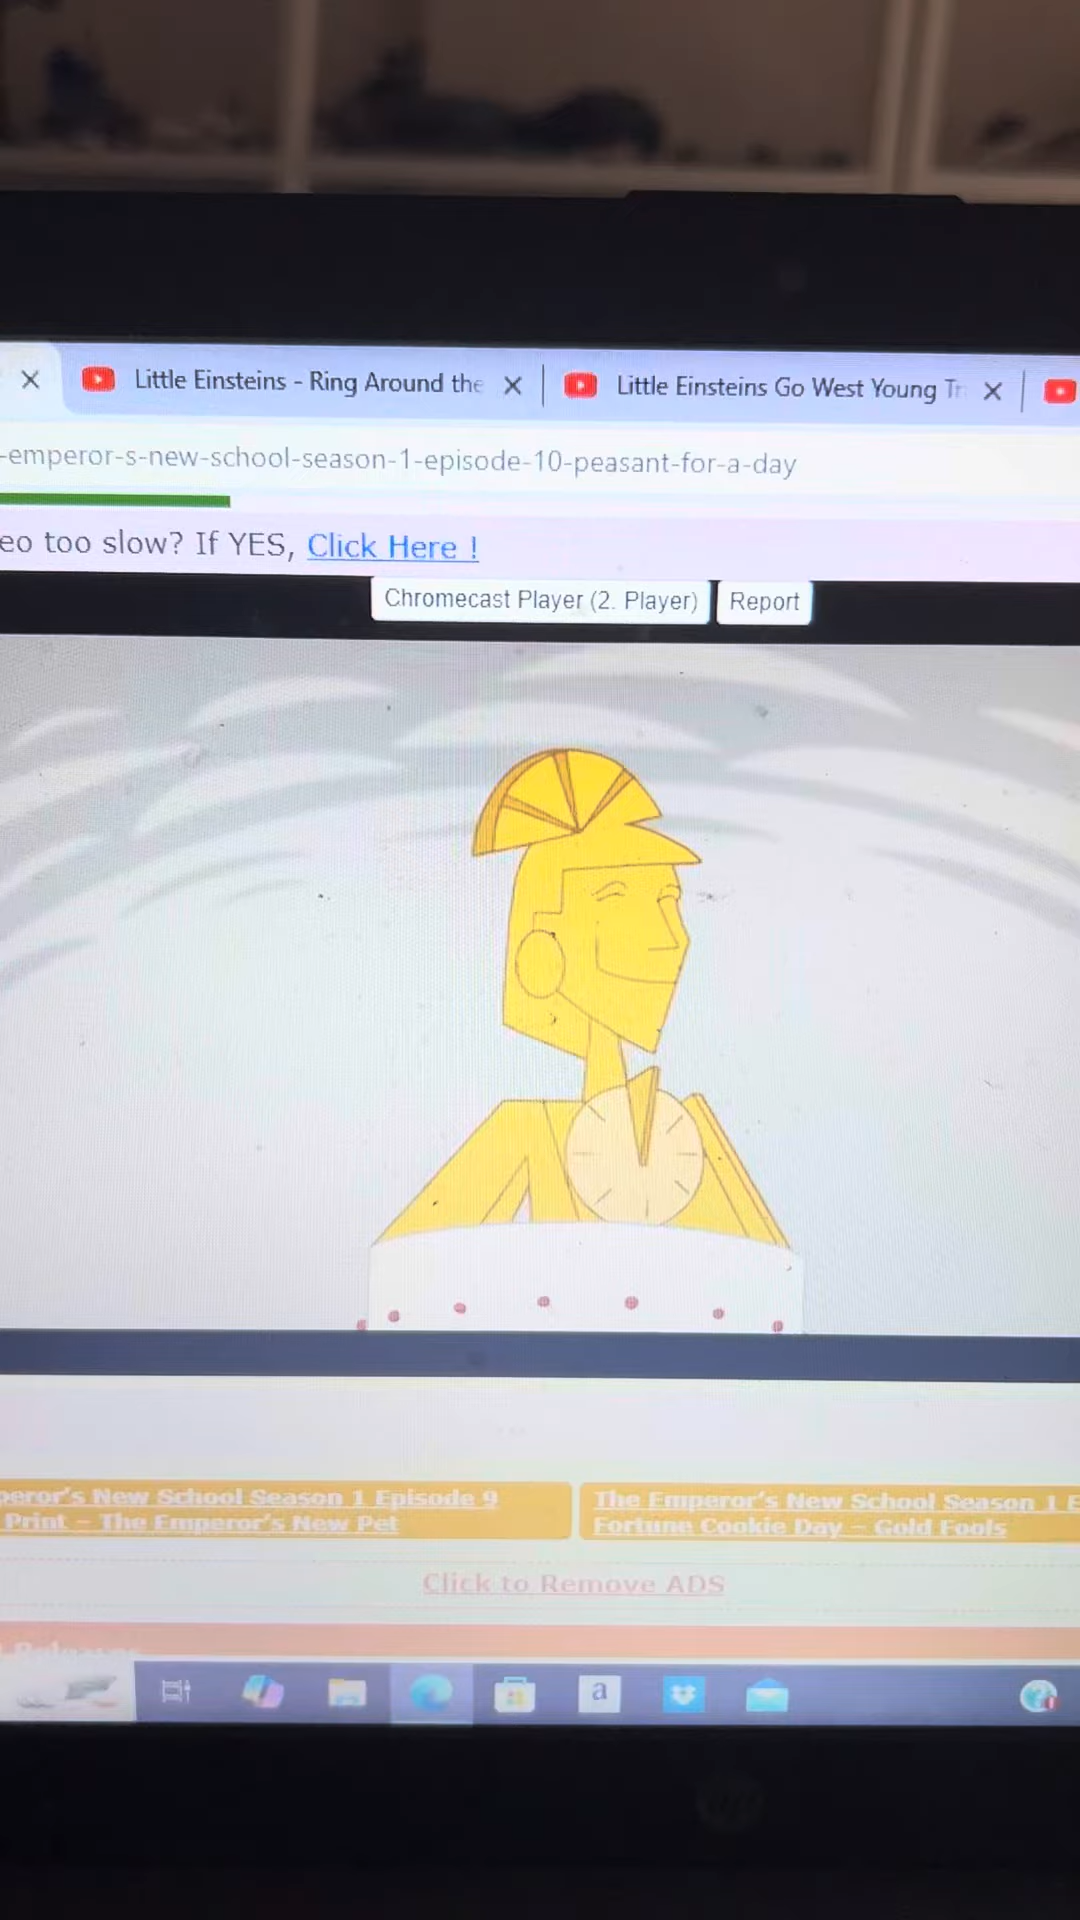 Little Einsteins - Ring Around the
Little Einsteins Go West Young Tr
-emperor-s-new-school-season-1-episode-10-peasant-for-a-day
eo too slow? If YES, Click Here !
Chromecast Player (2. Player)
Report
peror's New School Season 1 Episode 9
Print – The Emperor's New Pet
The Emperor's New School Season 1 E
Fortune Cookie Day – Gold Fools
Click to Remove ADS
a
hp